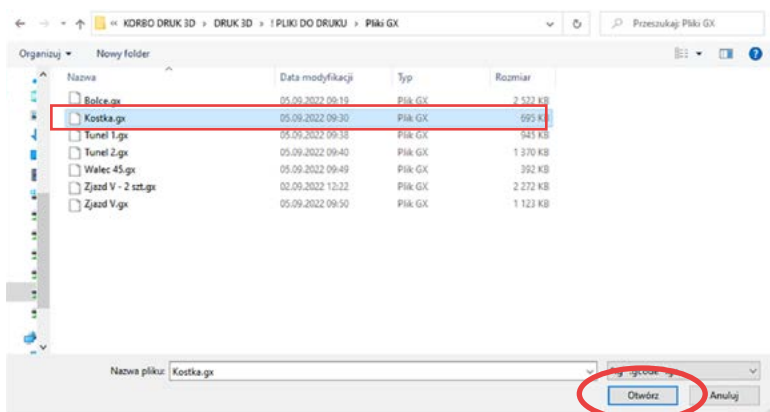 « KORBO DRUK 3D › DRUK 3D › ! PLIKI DO DRUKU › Pliki GX
Przeszukaj: Pliki GX
Organizuj
Nowy folder
Nazwa Data modyfikacji Typ Rozmiar
Bolce.gx 05.09.2022 09:19 Plik GX 2 522 KB
Kostka.gx 05.09.2022 09:30 Plik GX 695 KB
Tunel 1.gx 05.09.2022 09:38 Plik GX 945 KB
Tunel 2.gx 05.09.2022 09:40 Plik GX 1 370 KB
Walec 45.gx 05.09.2022 09:49 Plik GX 392 KB
Zjazd V - 2 szt.gx 02.09.2022 12:22 Plik GX 2 272 KB
Zjazd V.gx 05.09.2022 09:50 Plik GX 1 123 KB
Nazwa pliku: Kostka.gx
Otwórz Anuluj